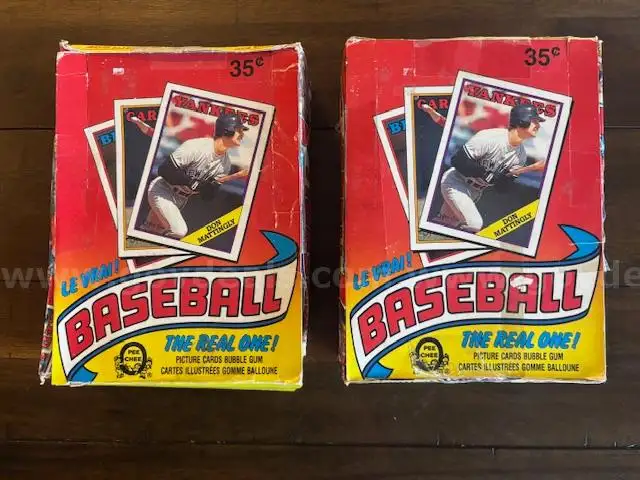 35¢
YANKEES
CAR
B
DON
MATTINGLY
LE VRAI!
BASEBALL
THE REAL ONE!
O
PEE
CHEE
PICTURE CARDS BUBBLE GUM
CARTES ILLUSTRÉES GOMME BALLOUNE
35¢
YANKEES
CAR
B
DON
MATTINGLY
LE VRAI!
BASEBALL
THE REAL ONE!
O
PEE
CHEE
PICTURE CARDS BUBBLE GUM
CARTES ILLUSTRÉES GOMME BALLOUNE